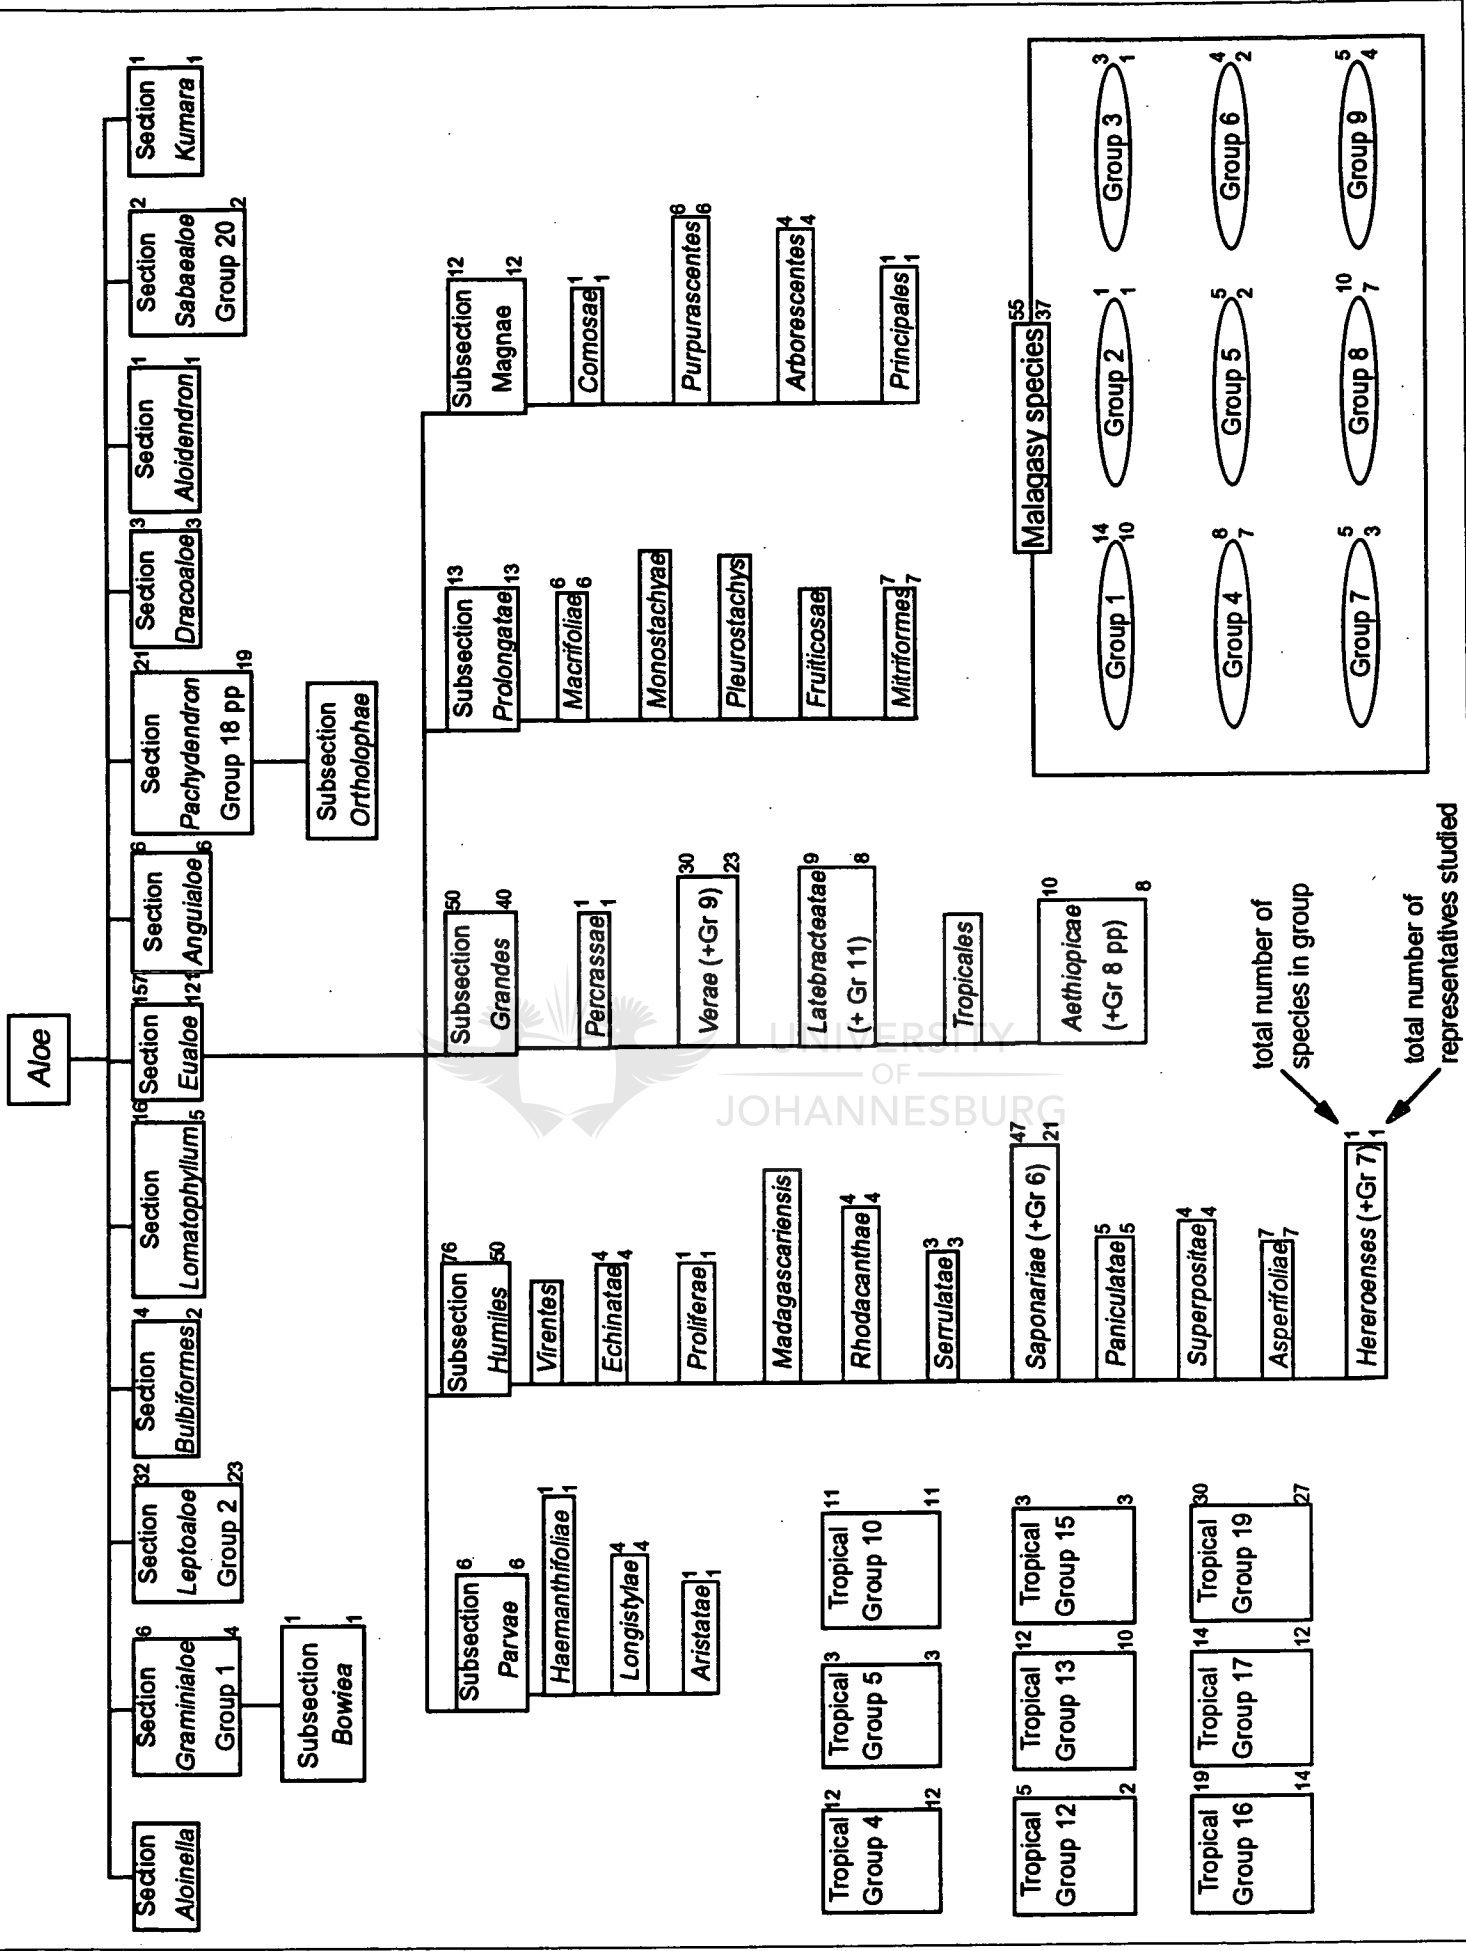 Aloe
Section
Aloinella
Section
Graminialoe
Group 1
6
4
Subsection
Bowiea
1
1
Section
Leptoaloe
Group 2
32
23
Section
Bulbiformes
4
2
Section
Lomatophyllum
16
5
Section
Eualoe
157
121
Section
Anguialoe
6
6
Section
Pachydendron
Group 18 pp
21
19
Subsection
Ortholophae
Section
Dracoaloe
3
3
Section
Aloidendron
1
1
Section
Sabaealoe
Group 20
2
2
Section
Kumara
1
1
Subsection
Parvae
6
6
Haemanthifoliae
1
1
Longistylae
4
4
Aristatae
1
1
Subsection
Humiles
76
50
Virentes
Echinatae
4
4
Proliferae
1
1
Madagascariensis
Rhodacanthae
4
4
Serrulatae
3
3
Saponariae (+Gr 6)
47
21
Paniculatae
5
5
Superpositae
4
4
Asperifoliae
7
7
Hereroenses (+Gr 7)
1
1
total number of
species in group
total number of
representatives studied
Subsection
Grandes
50
40
Percrassae
1
1
Verae (+Gr 9)
30
23
Latebracteatae
(+ Gr 11)
9
8
Tropicales
Aethiopicae
(+Gr 8 pp)
10
8
Subsection
Prolongatae
13
13
Macrifoliae
6
6
Monostachyae
Pleurostachys
Fruiticosae
Mitriformes
7
7
Subsection
Magnae
12
12
Comosae
1
1
Purpurascentes
6
6
Arborescentes
4
4
Principales
1
1
Tropical
Group 4
12
12
Tropical
Group 5
3
3
Tropical
Group 10
11
11
Tropical
Group 12
5
2
Tropical
Group 13
12
10
Tropical
Group 15
3
3
Tropical
Group 16
19
14
Tropical
Group 17
14
12
Tropical
Group 19
30
27
Malagasy species
55
37
Group 1
14
10
Group 2
1
1
Group 3
3
1
Group 4
8
7
Group 5
5
2
Group 6
4
2
Group 7
5
3
Group 8
10
7
Group 9
5
4
UNIVERSITY
OF
JOHANNESBURG